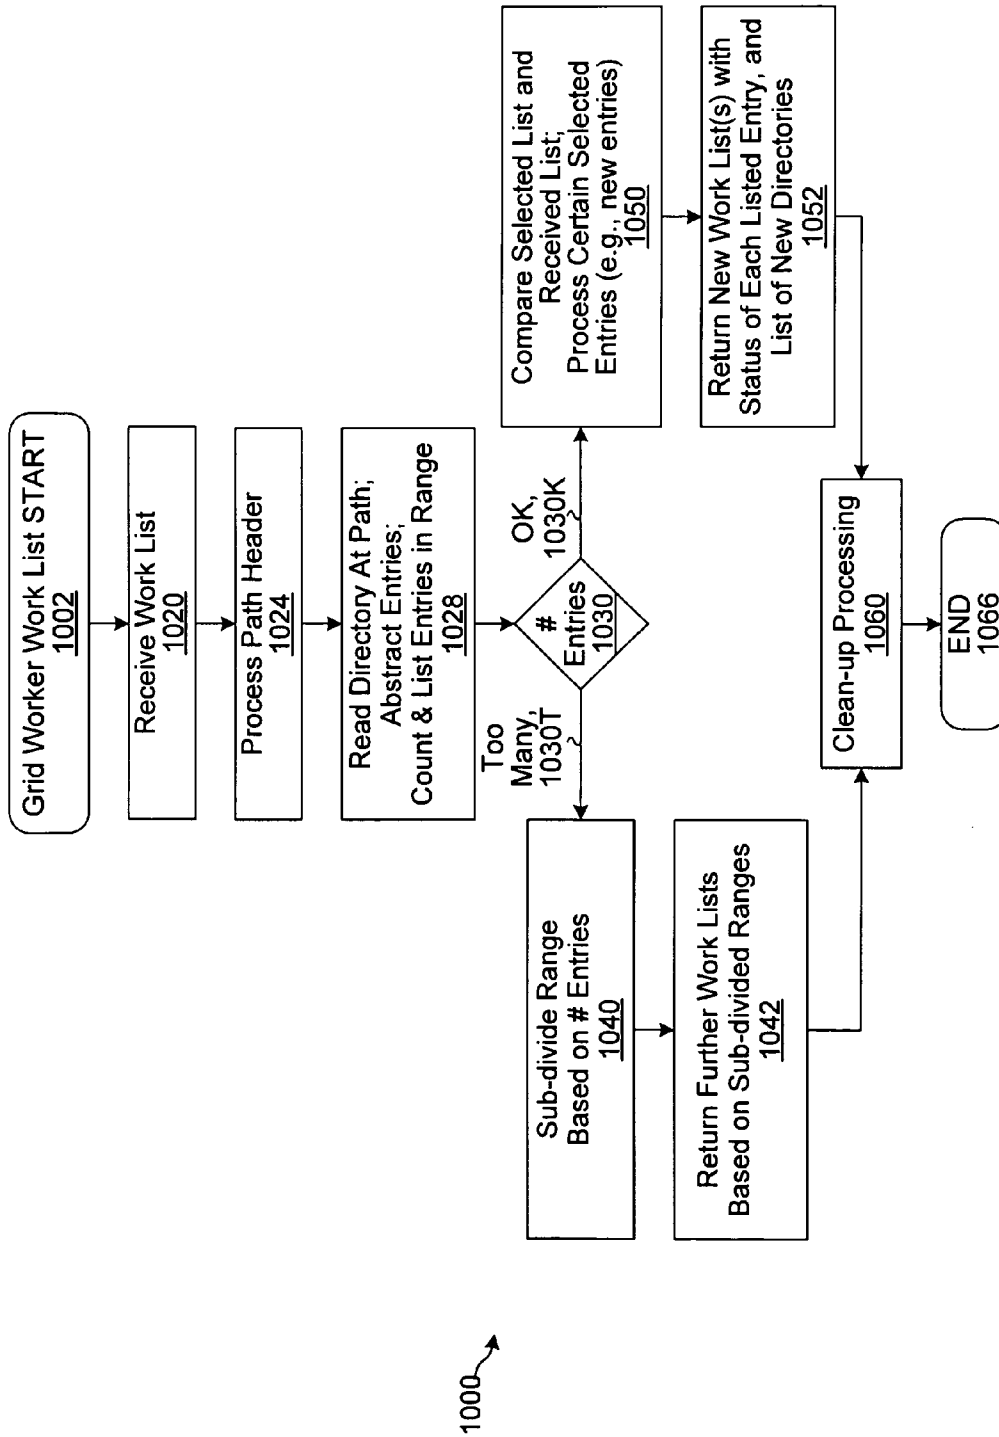 Grid Worker Work List START
1002
Receive Work List
1020
Process Path Header
1024
Read Directory At Path;
Abstract Entries;
Count & List Entries in Range
1028
#
Entries
1030
Too
Many,
1030T
OK,
1030K
Sub-divide Range
Based on # Entries
1040
Return Further Work Lists
Based on Sub-divided Ranges
1042
Compare Selected List and
Received List;
Process Certain Selected
Entries (e.g., new entries)
1050
Return New Work List(s) with
Status of Each Listed Entry, and
List of New Directories
1052
Clean-up Processing
1060
END
1066
1000